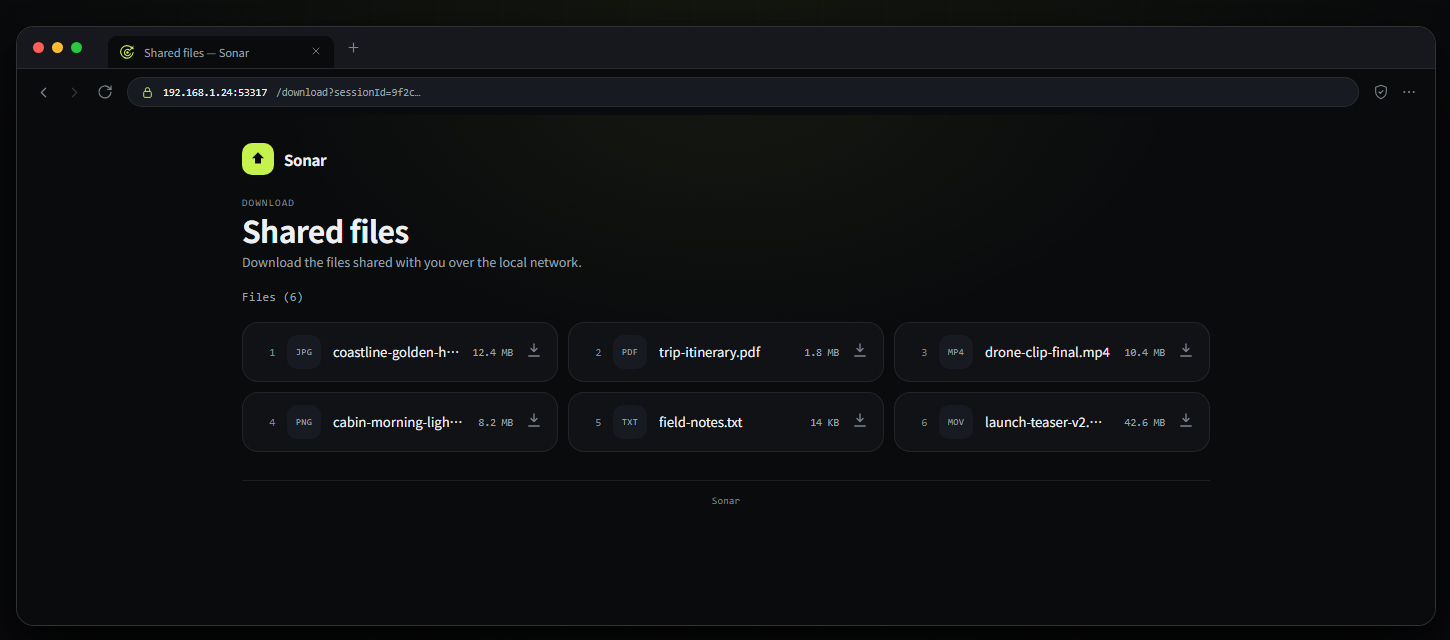 Shared files — Sonar
192.168.1.24:53317 /download?sessionId=9f2c…
Sonar
DOWNLOAD
Shared files
Download the files shared with you over the local network.
Files (6)
1 JPG coastline-golden-h… 12.4 MB
2 PDF trip-itinerary.pdf 1.8 MB
3 MP4 drone-clip-final.mp4 10.4 MB
4 PNG cabin-morning-ligh… 8.2 MB
5 TXT field-notes.txt 14 KB
6 MOV launch-teaser-v2.… 42.6 MB
Sonar